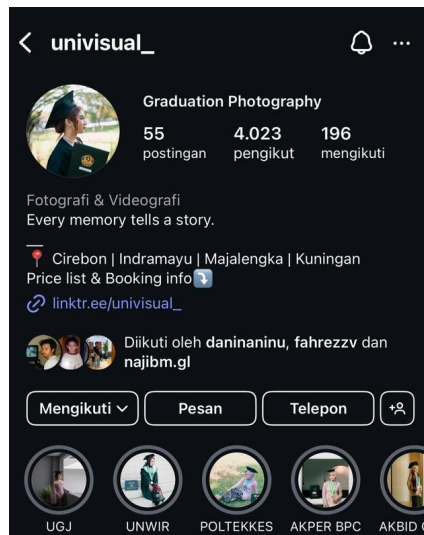 univisual_
Graduation Photography
55 4.023 196
postingan pengikut mengikuti
Fotografi & Videografi
Every memory tells a story.
__
📍 Cirebon | Indramayu | Majalengka | Kuningan
Price list & Booking info⤵️
linktr.ee/univisual_
Diikuti oleh daninaninu, fahrezzv dan
najibm.gl
Mengikuti Pesan Telepon
UGJ UNWIR POLTEKKES AKPER BPC AKBID